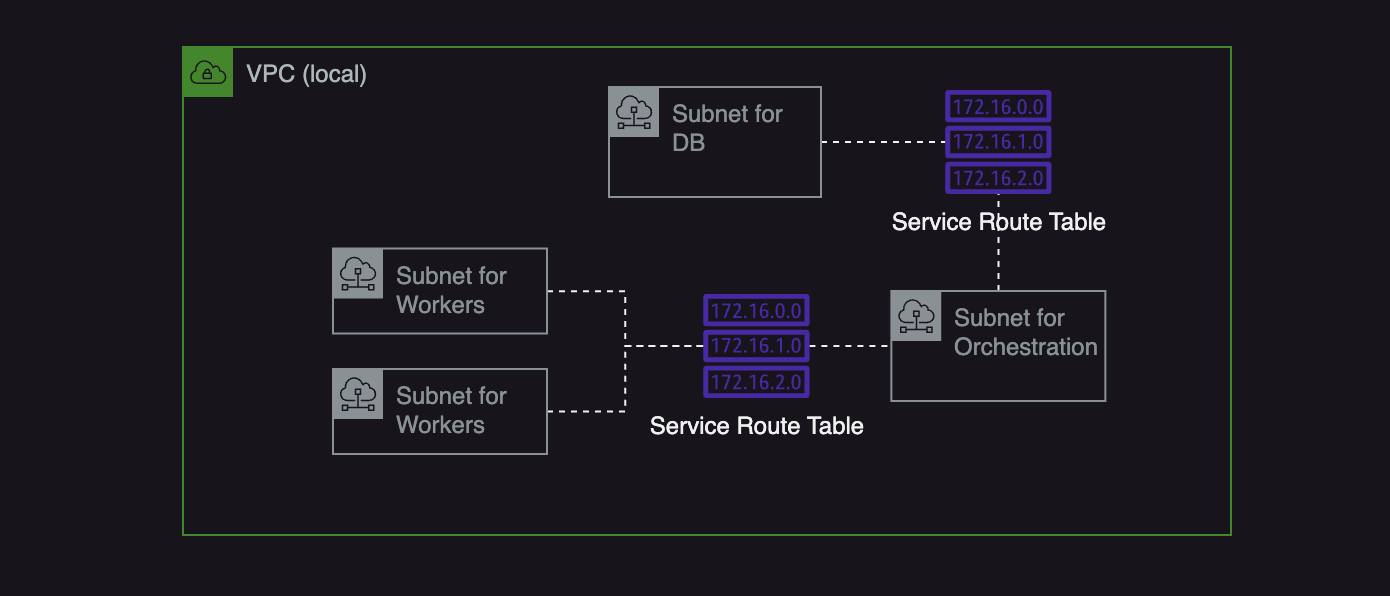 VPC (local)
Subnet for
DB
172.16.0.0
172.16.1.0
172.16.2.0
Service Route Table
Subnet for
Workers
Subnet for
Workers
172.16.0.0
172.16.1.0
172.16.2.0
Service Route Table
Subnet for
Orchestration